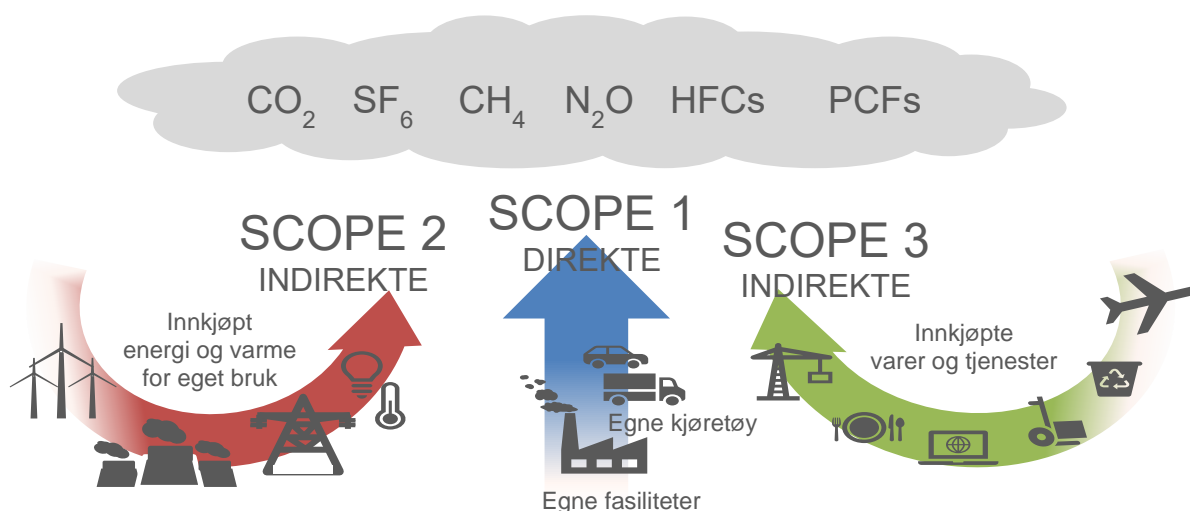 CO2 SF6 CH4 N2O HFCs PCFs
SCOPE 2
INDIREKTE
Innkjøpt
energi og varme
for eget bruk
SCOPE 1
DIREKTE
Egne kjøretøy
Egne fasiliteter
SCOPE 3
INDIREKTE
Innkjøpte
varer og tjenester